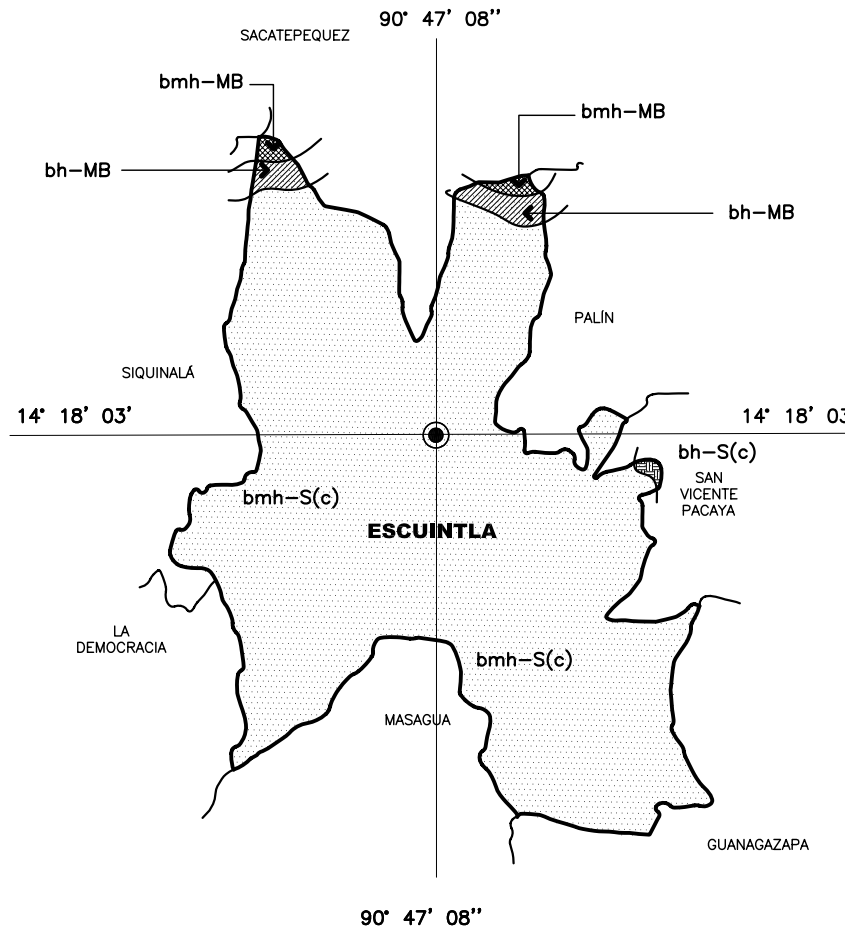 90° 47' 08''
SACATEPEQUEZ
bmh-MB
bmh-MB
bh-MB
bh-MB
PALÍN
SIQUINALÁ
14° 18' 03'
14° 18' 03
bh-S(c)
SAN
VICENTE
PACAYA
bmh-S(c)
ESCUINTLA
LA
DEMOCRACIA
bmh-S(c)
MASAGUA
GUANAGAZAPA
90° 47' 08''